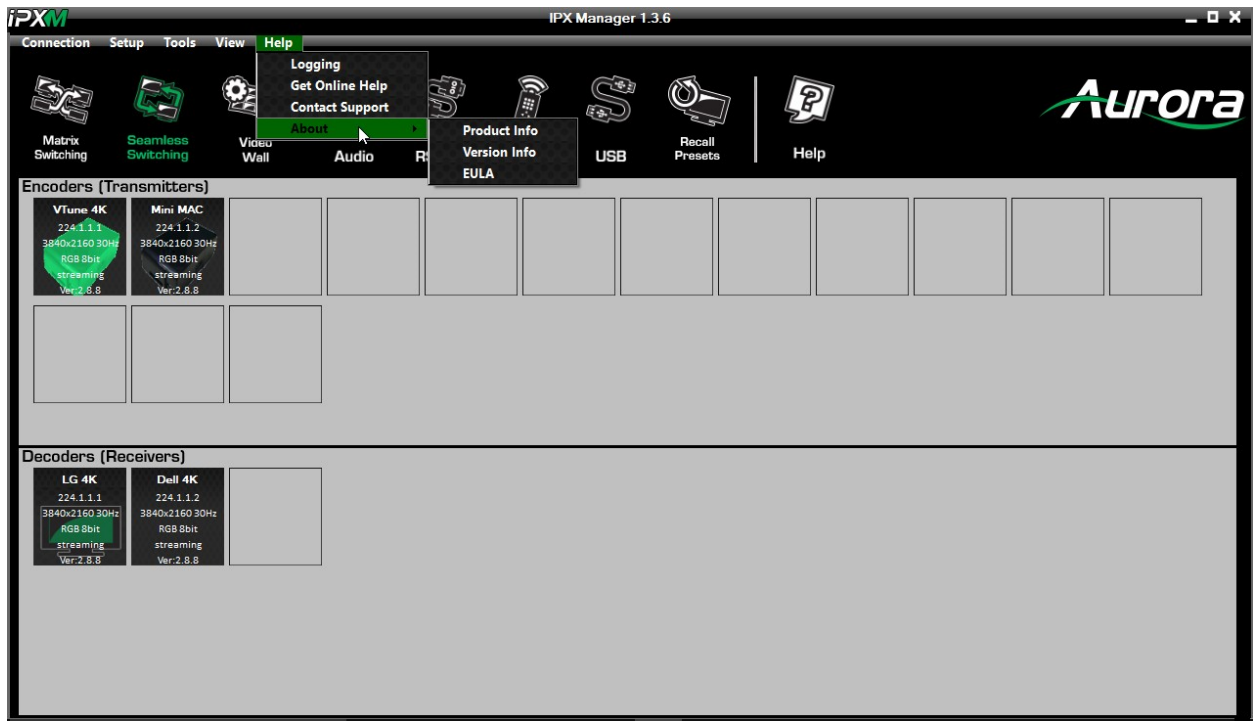 IPXM
IPX Manager 1.3.6
Connection Setup Tools View Help
Logging
Get Online Help
Contact Support
About
Product Info
Version Info
EULA
Matrix
Switching
Seamless
Switching
Video
Wall
Audio
USB
Recall
Presets
Help
Aurora
Encoders (Transmitters)
VTune 4K
224.1.1.1
3840x2160 30Hz
RGB 8bit
streaming
Ver:2.8.8
Mini MAC
224.1.1.2
3840x2160 30Hz
RGB 8bit
streaming
Ver:2.8.8
Decoders (Receivers)
LG 4K
224.1.1.1
3840x2160 30Hz
RGB 8bit
streaming
Ver:2.8.8
Dell 4K
224.1.1.2
3840x2160 30Hz
RGB 8bit
streaming
Ver:2.8.8